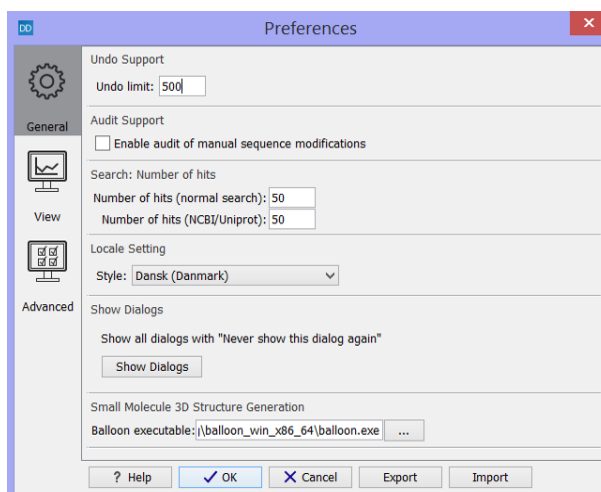 DD
Preferences
General
View
Advanced
Undo Support
Undo limit: 500
Audit Support
Enable audit of manual sequence modifications
Search: Number of hits
Number of hits (normal search): 50
Number of hits (NCBI/Uniprot): 50
Locale Setting
Style: Dansk (Danmark)
Show Dialogs
Show all dialogs with "Never show this dialog again"
Show Dialogs
Small Molecule 3D Structure Generation
Balloon executable: \balloon_win_x86_64\balloon.exe ...
? Help OK Cancel Export Import